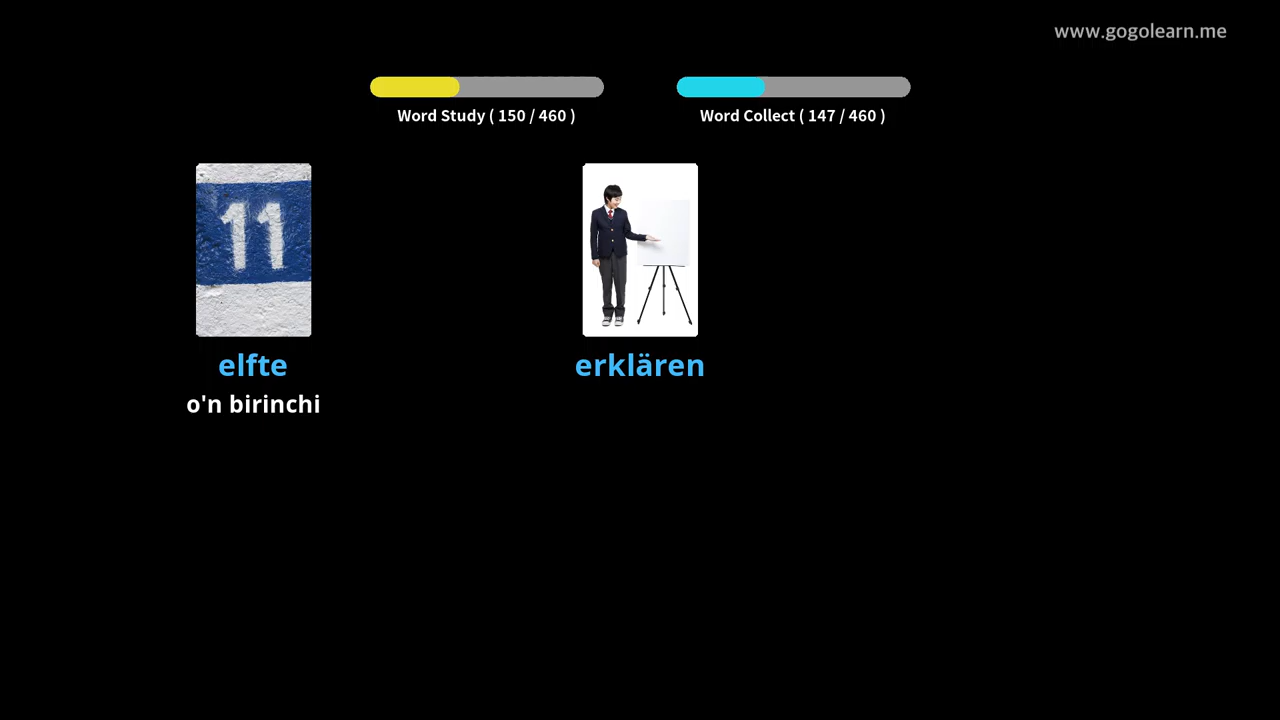 www.gogolearn.me
Word Study ( 150 / 460 )
Word Collect ( 147 / 460 )
11
elfte
erklären
o'n birinchi